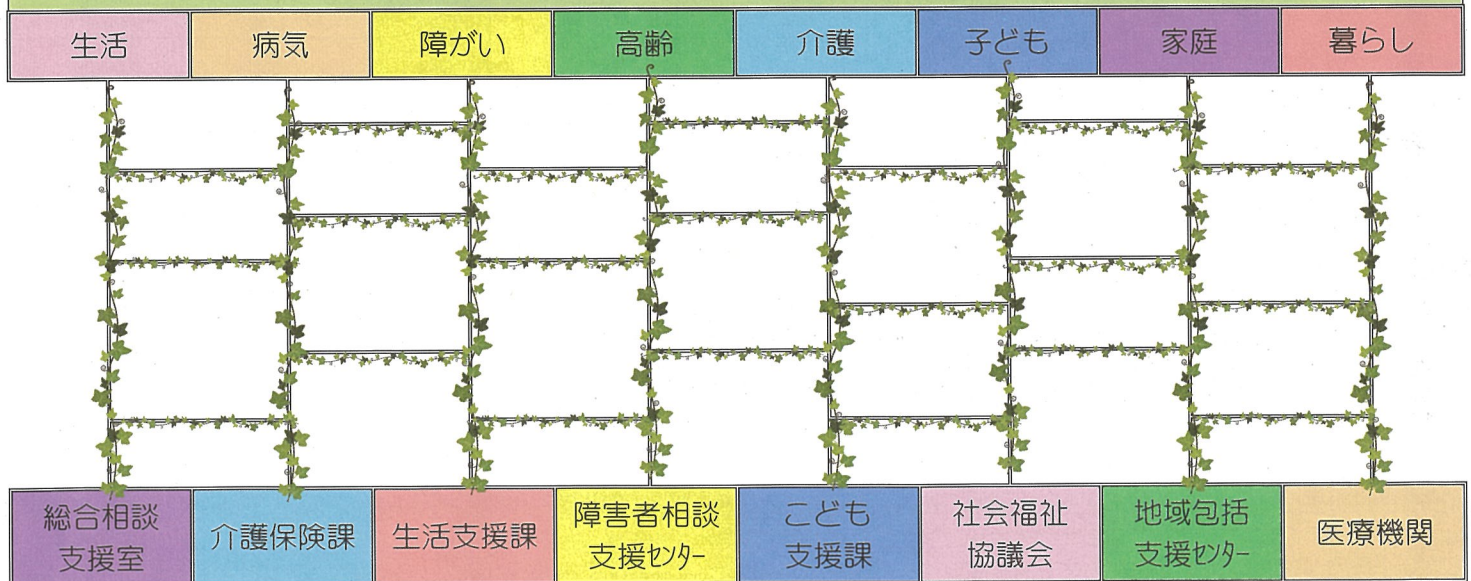 生活
病気
障がい
高齢
介護
子ども
家庭
暮らし
総合相談
支援室
介護保険課
生活支援課
障害者相談
支援センター
こども
支援課
社会福祉
協議会
地域包括
支援センター
医療機関